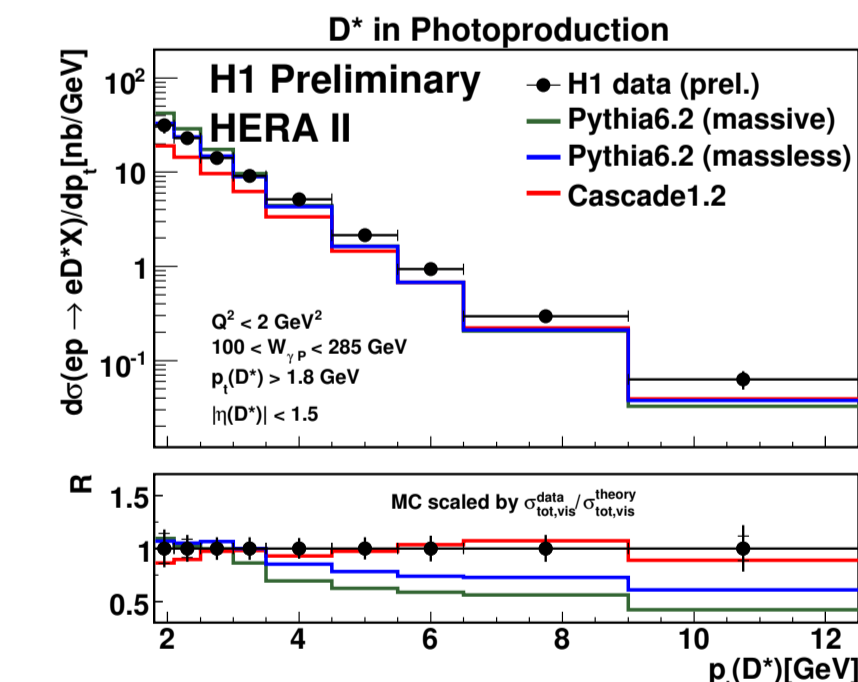 D* in Photoproduction
H1 Preliminary
HERA II
H1 data (prel.)
Pythia6.2 (massive)
Pythia6.2 (massless)
Cascade1.2
dσ(ep → eD*X)/dp_t[nb/GeV]
10²
10
1
10⁻¹
Q² < 2 GeV²
100 < W_γP < 285 GeV
p_t(D*) > 1.8 GeV
|η(D*)| < 1.5
R
1.5
1
0.5
MC scaled by σ^data_tot,vis/σ^theory_tot,vis
2 4 6 8 10 12
p_t(D*)[GeV]